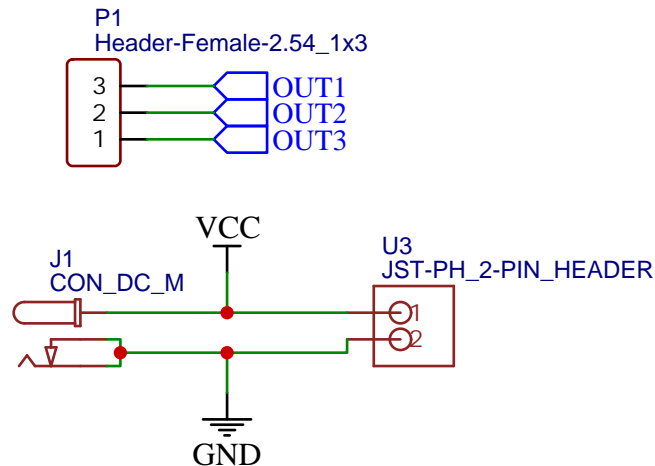 P1
Header-Female-2.54_1x3
3
OUT1
2
OUT2
1
OUT3
VCC
J1
CON_DC_M
U3
JST-PH_2-PIN_HEADER
1
2
GND